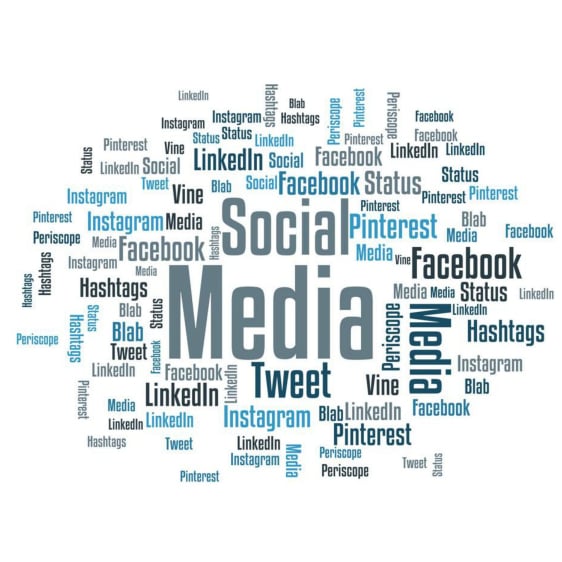 LinkedIn
Hashtags
Blab
Periscope
Pinterest
Periscope
Instagram
Instagram
Hashtags
Facebook
Status
Status
LinkedIn
Pinterest
Facebook
Status
Pinterest
Vine
LinkedIn
Social
Facebook
LinkedIn
LinkedIn
LinkedIn
Social
Tweet
Vine
Blab
Social
Facebook
Status
Status
Instagram
Pinterest
Pinterest
Pinterest
Pinterest
Instagram
Media
Social
Pinterest
Blab
Periscope
Media
Facebook
Hashtags
Media
Media
Facebook
Hashtags
Hashtags
Instagram
Media
Vine
Facebook
Hashtags
Blab
Status
Media
Media
Media
Status
LinkedIn
Periscope
Hashtags
Status
Blab
Tweet
Facebook
Periscope
Media
LinkedIn
Hashtags
Pinterest
LinkedIn
Facebook
LinkedIn
LinkedIn
Tweet
Vine
Instagram
Blab
Media
LinkedIn
LinkedIn
Instagram
Blab
LinkedIn
Facebook
Hashtags
Tweet
LinkedIn
Instagram
Media
Pinterest
Periscope
Periscope
Pinterest
Tweet
Status